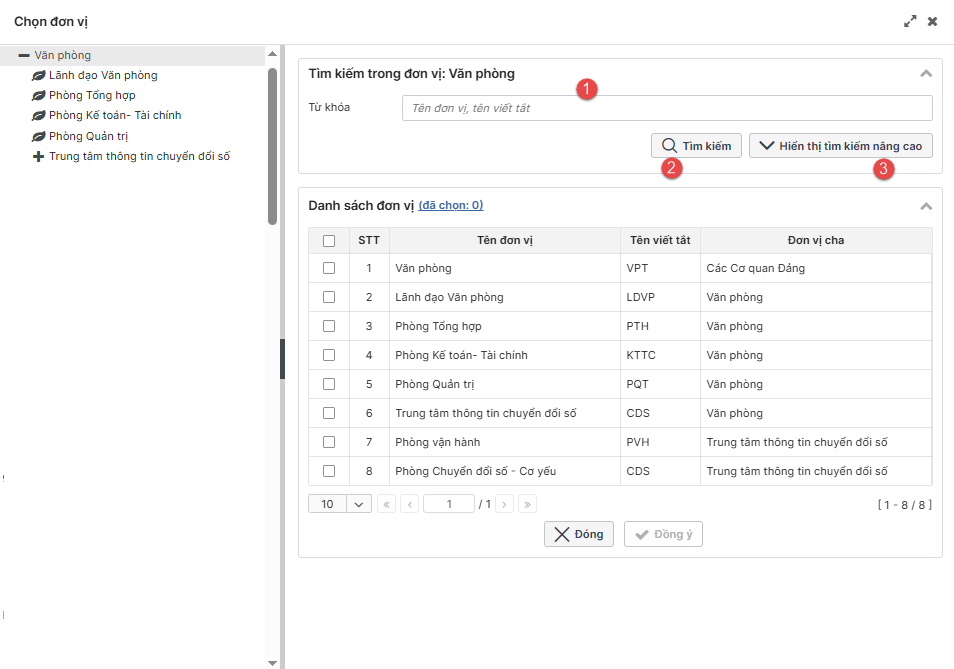 Chọn đơn vị
Văn phòng
Lãnh đạo Văn phòng
Phòng Tổng hợp
Phòng Kế toán- Tài chính
Phòng Quản trị
Trung tâm thông tin chuyển đổi số
Tìm kiếm trong đơn vị: Văn phòng
1
Từ khóa Tên đơn vị, tên viết tắt
Tìm kiếm Hiển thị tìm kiếm nâng cao
2 3
Danh sách đơn vị (đã chọn: 0)
STT Tên đơn vị Tên viết tắt Đơn vị cha
1 Văn phòng VPT Các Cơ quan Đảng
2 Lãnh đạo Văn phòng LDVP Văn phòng
3 Phòng Tổng hợp PTH Văn phòng
4 Phòng Kế toán- Tài chính KTTC Văn phòng
5 Phòng Quản trị PQT Văn phòng
6 Trung tâm thông tin chuyển đổi số CDS Văn phòng
7 Phòng vận hành PVH Trung tâm thông tin chuyển đổi số
8 Phòng Chuyển đổi số - Cơ yếu CDS Trung tâm thông tin chuyển đổi số
10 « ‹ 1 / 1 › » [ 1 - 8 / 8 ]
Đóng Đồng ý